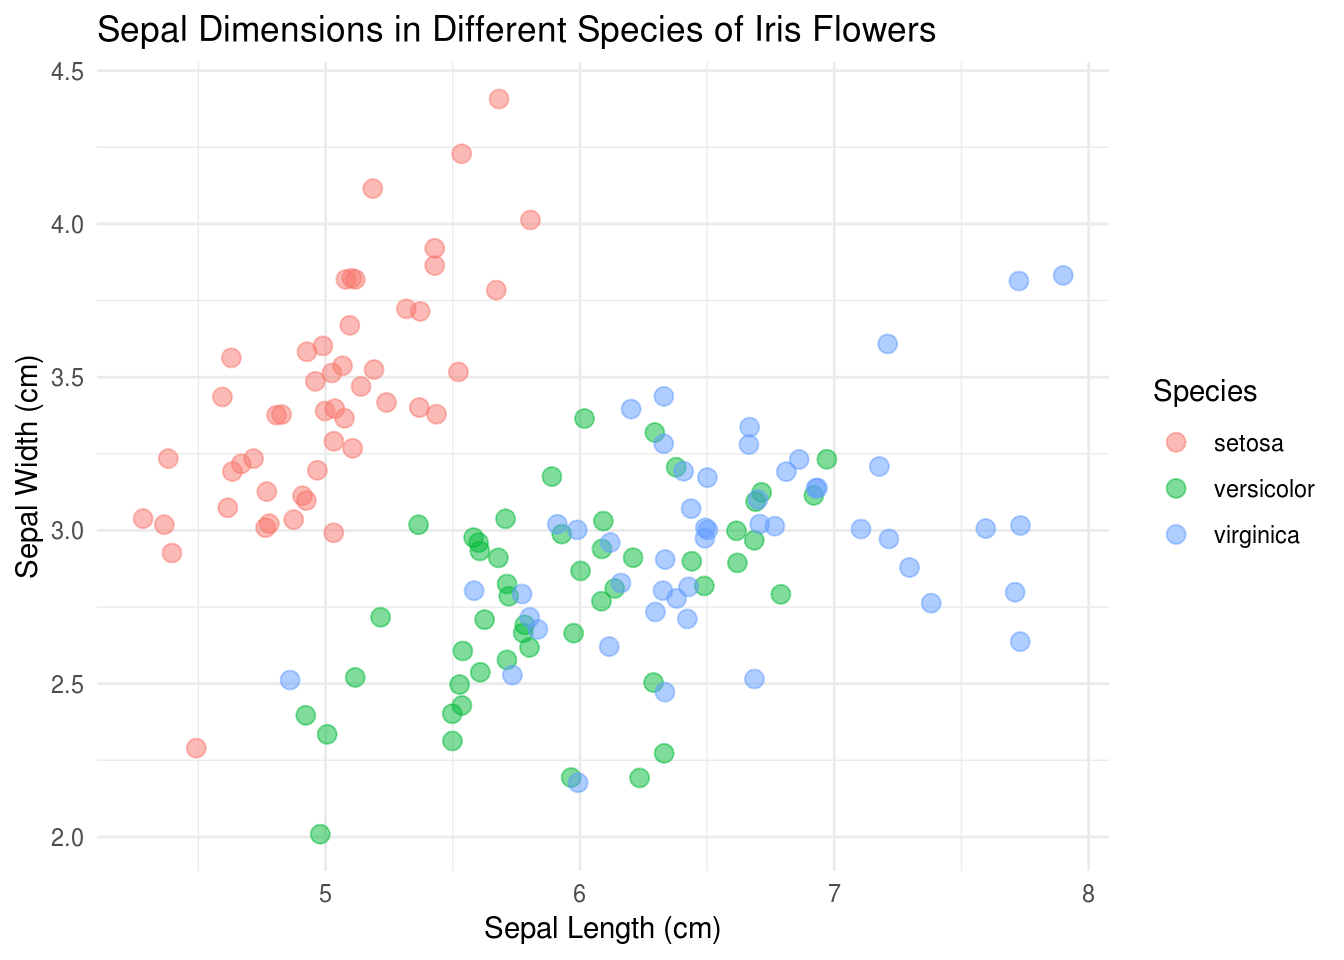 Sepal Dimensions in Different Species of Iris Flowers
4.5
4.0
3.5
3.0
2.5
2.0
Sepal Width (cm)
5 6 7 8
Sepal Length (cm)
Species
setosa
versicolor
virginica